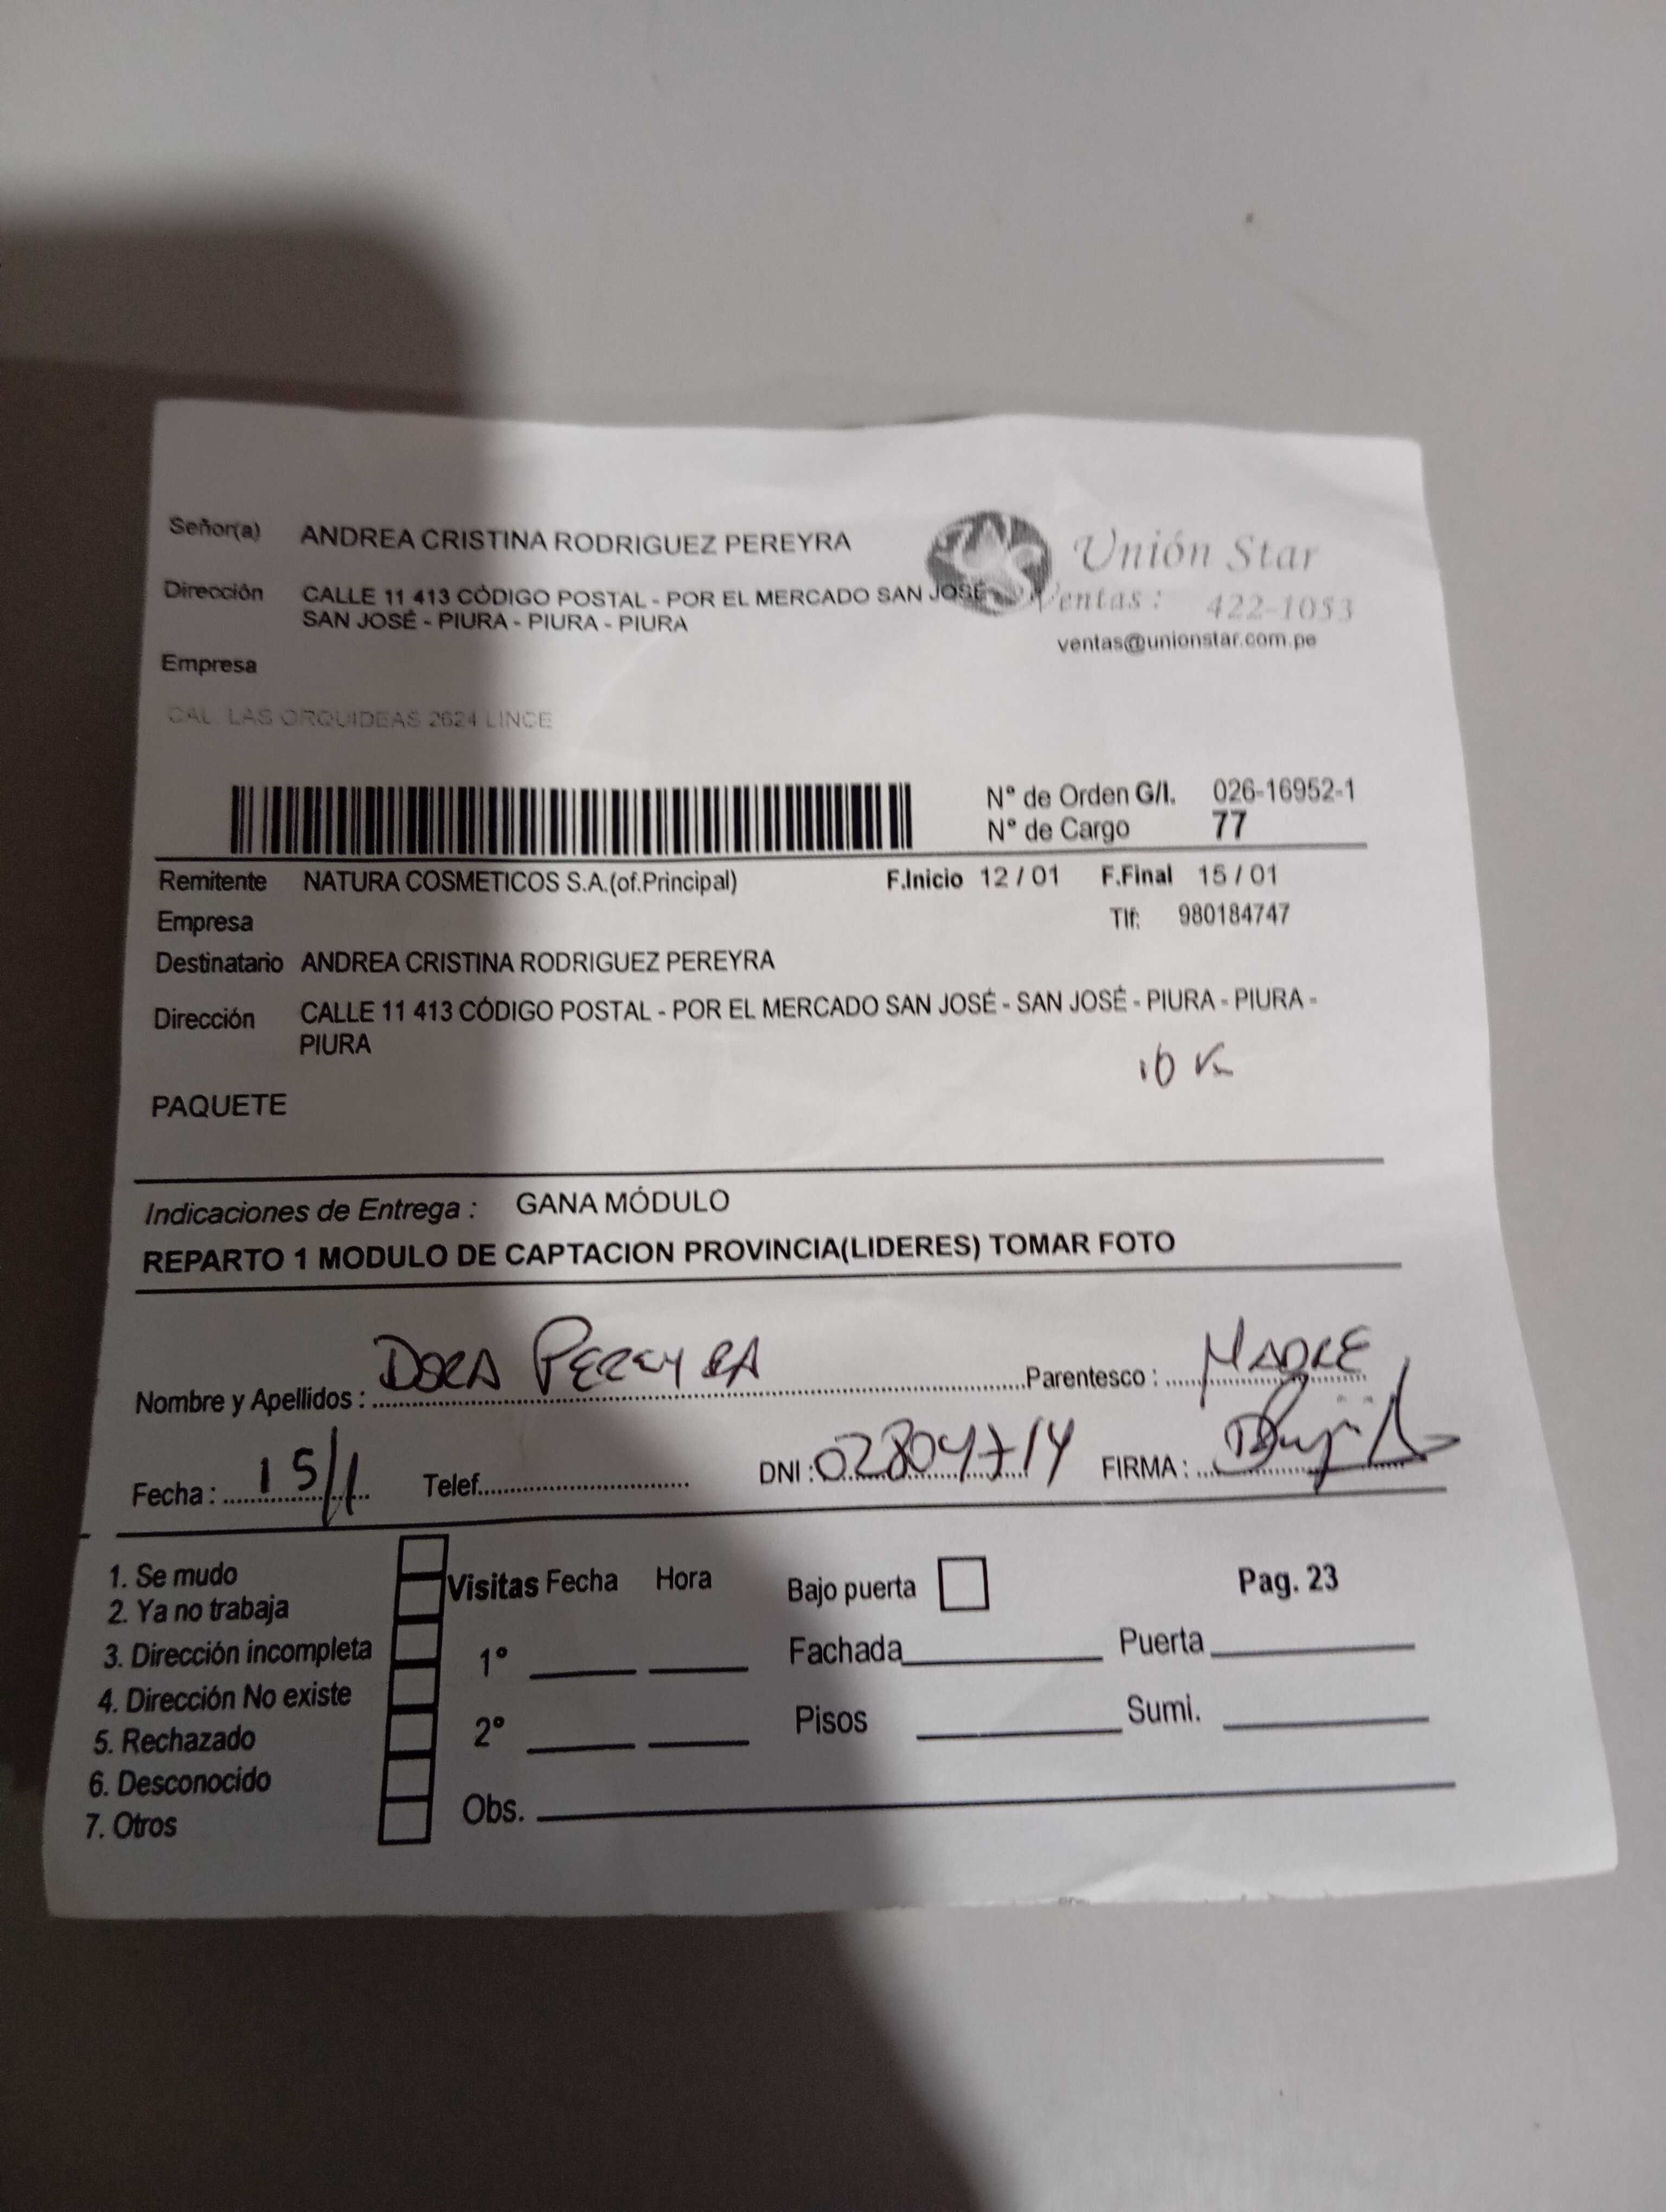 Señor(a) ANDREA CRISTINA RODRIGUEZ PEREYRA
Unión Star
Dirección CALLE 11 413 CÓDIGO POSTAL - POR EL MERCADO SAN JOSÉ -
SAN JOSÉ - PIURA - PIURA - PIURA
Ventas : 422-1053
ventas@unionstar.com.pe
Empresa
CAL. LAS ORQUIDEAS 2624 LINCE
N° de Orden G/I. 026-16952-1
N° de Cargo 77
Remitente NATURA COSMETICOS S.A.(of.Principal) F.Inicio 12 / 01 F.Final 15 / 01
Empresa Tlf: 980184747
Destinatario ANDREA CRISTINA RODRIGUEZ PEREYRA
Dirección CALLE 11 413 CÓDIGO POSTAL - POR EL MERCADO SAN JOSÉ - SAN JOSÉ - PIURA - PIURA -
PIURA
10 K
PAQUETE
Indicaciones de Entrega : GANA MÓDULO
REPARTO 1 MODULO DE CAPTACION PROVINCIA(LIDERES) TOMAR FOTO
Nombre y Apellidos : DORA PEREYRA Parentesco : MADRE
Fecha : 15/1 Telef. DNI : 02804714 FIRMA :
1. Se mudo
2. Ya no trabaja
3. Dirección incompleta
4. Dirección No existe
5. Rechazado
6. Desconocido
7. Otros
Visitas Fecha Hora
1°
2°
Obs.
Bajo puerta
Pag. 23
Fachada Puerta
Pisos Sumi.